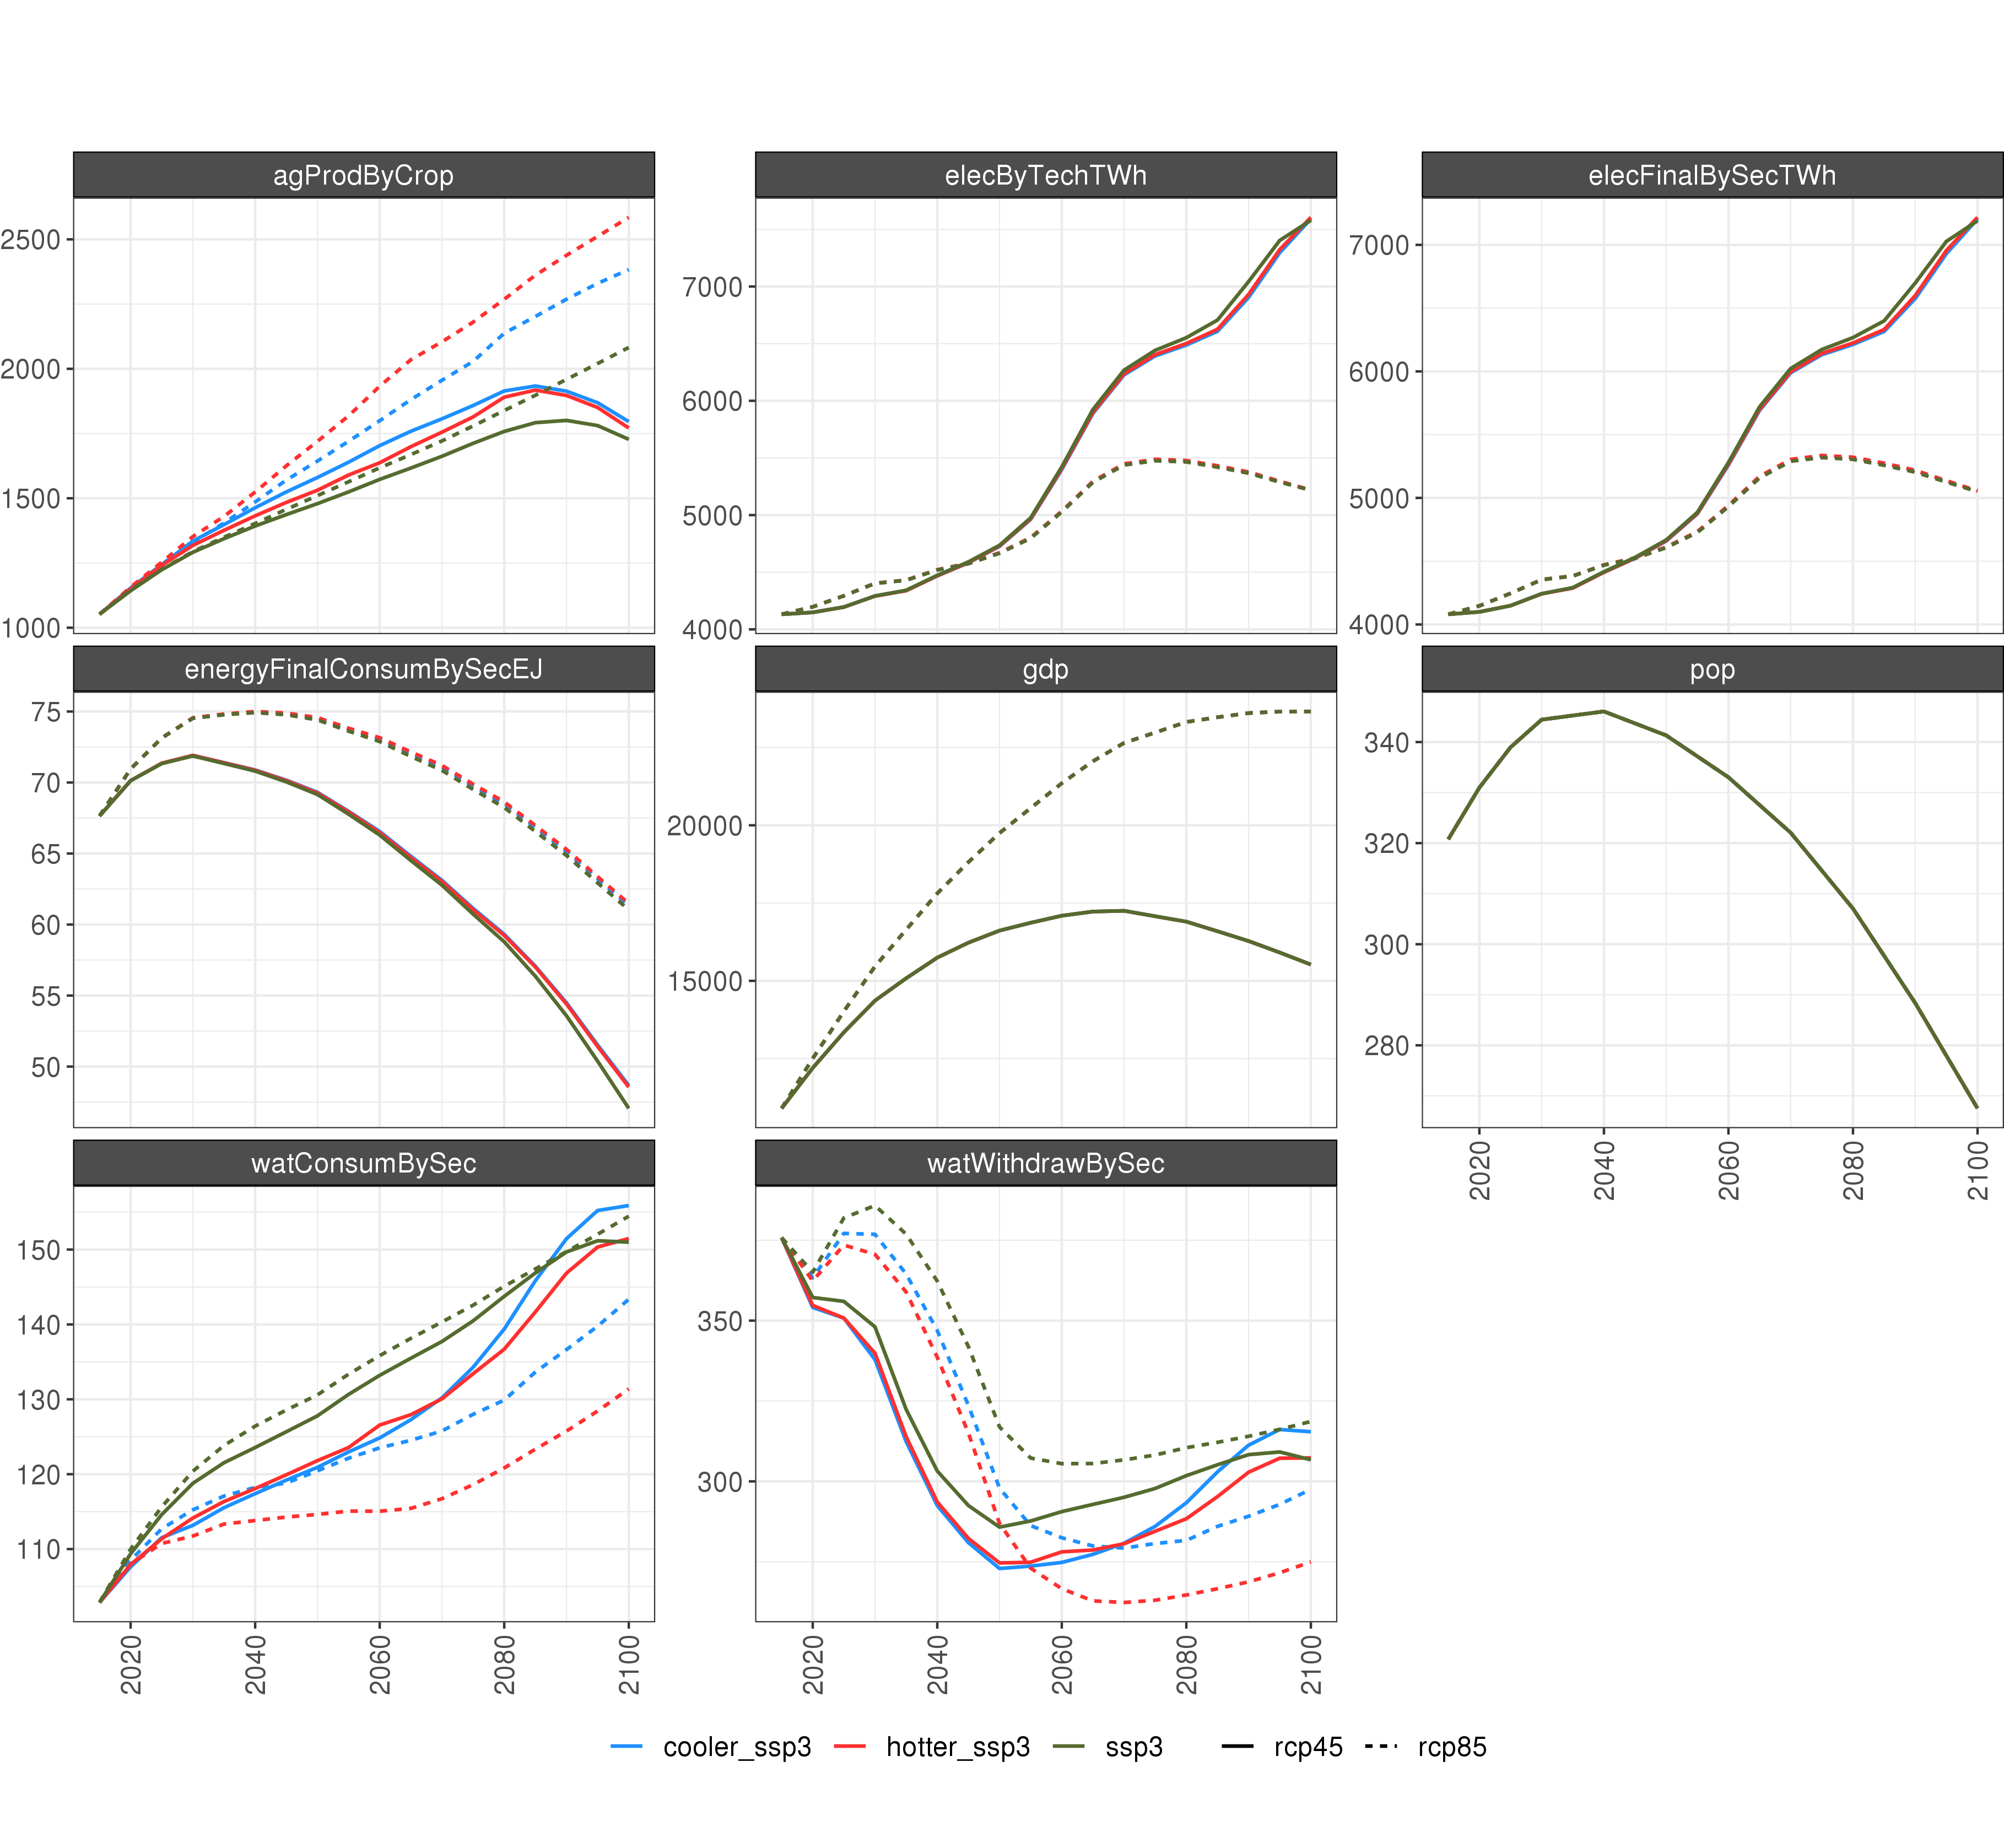 agProdByCrop
elecByTechTWh
elecFinalBySecTWh
2500
2000
1500
1000
7000
6000
5000
4000
7000
6000
5000
4000
energyFinalConsumBySecEJ
gdp
pop
75
70
65
60
55
50
20000
15000
340
320
300
280
2020 2040 2060 2080 2100
watConsumBySec
watWithdrawBySec
150
140
130
120
110
350
300
2020 2040 2060 2080 2100
2020 2040 2060 2080 2100
cooler_ssp3 hotter_ssp3 ssp3 rcp45 rcp85